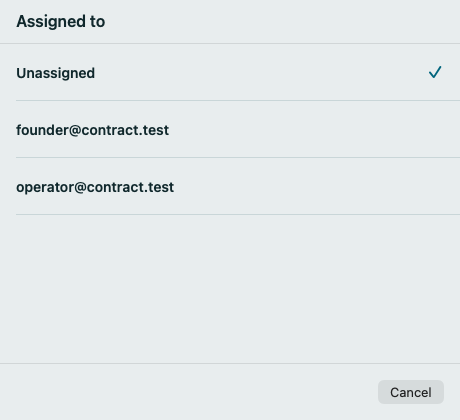 Assigned to
Unassigned
founder@contract.test
operator@contract.test
Cancel